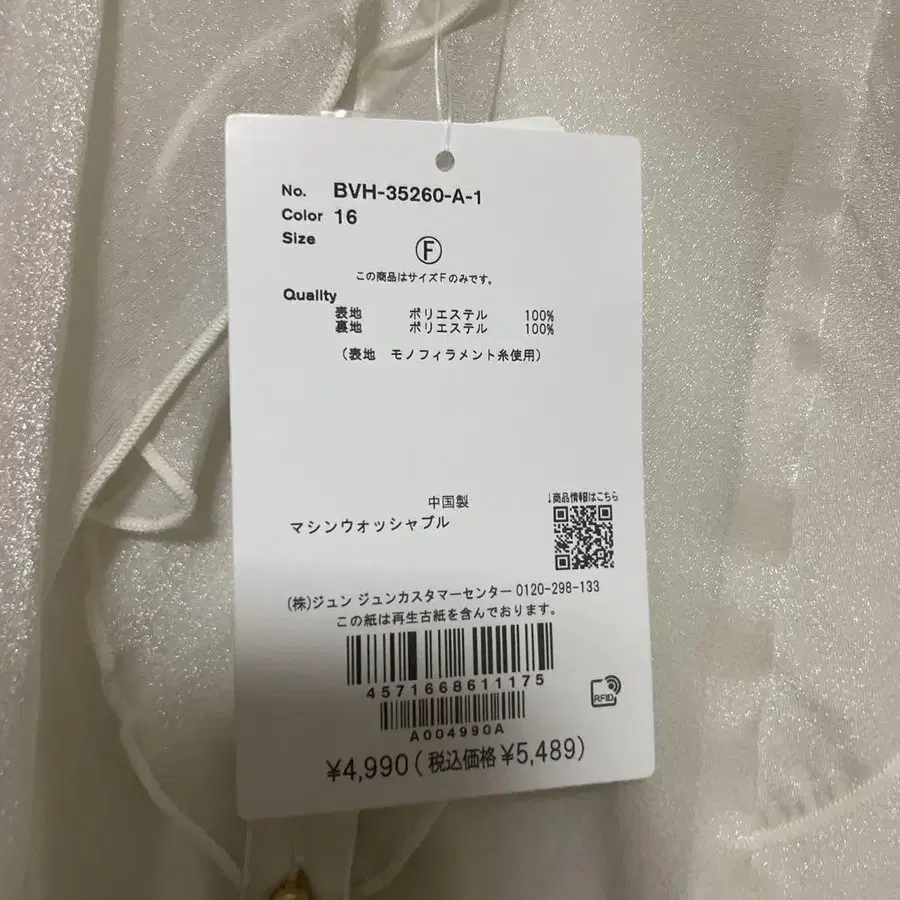 No. BVH-35260-A-1
Color 16
Size
Ⓕ
この商品はサイズFのみです。
Quality
表地 ポリエステル 100%
裏地 ポリエステル 100%
(表地 モノフィラメント糸使用)
↓商品情報はこちら
中国製
マシンウオッシャブル
(株)ジュン ジュンカスタマーセンター 0120-298-133
この紙は再生古紙を含んでおります。
4571668611175
RFID
A004990A
¥4,990(税込価格¥5,489)